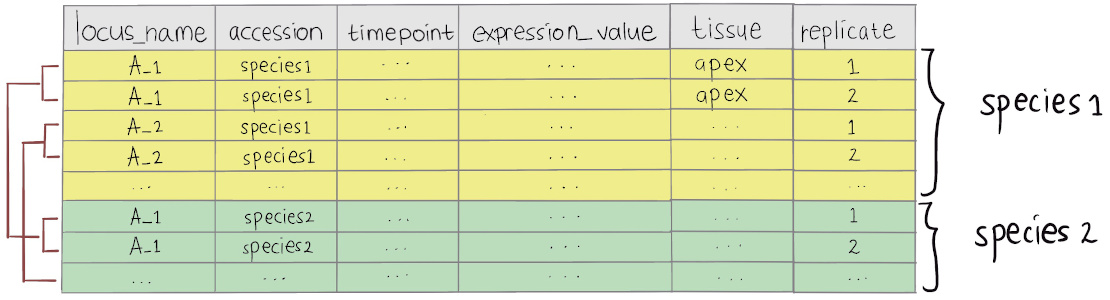 locus_name accession timepoint expression_value tissue replicate
A_1 species1 ... ... apex 1
A_1 species1 ... ... apex 2
A_2 species1 ... ... ... 1
A_2 species1 ... ... ... 2
... ... ... ... ... ...
A_1 species2 ... ... ... 1
A_1 species2 ... ... ... 2
... ... ... ... ... ...
species 1
species 2